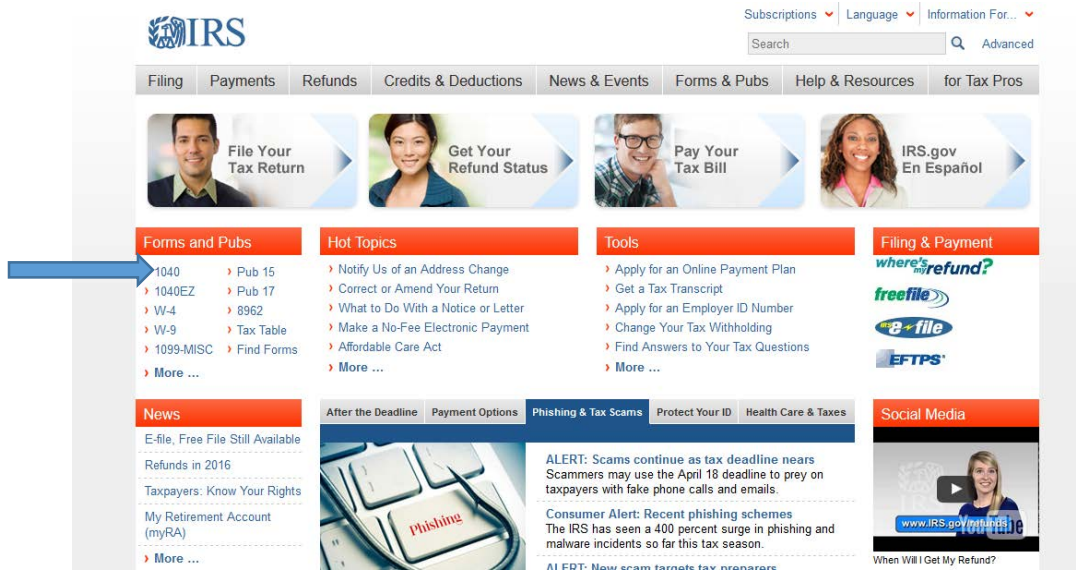 Subscriptions Language Information For...
IRS
Search Advanced
Filing Payments Refunds Credits & Deductions News & Events Forms & Pubs Help & Resources for Tax Pros
File Your
Tax Return
Get Your
Refund Status
Pay Your
Tax Bill
IRS.gov
En Español
Forms and Pubs
1040
1040EZ
W-4
W-9
1099-MISC
Pub 15
Pub 17
8962
Tax Table
Find Forms
More ...
Hot Topics
Notify Us of an Address Change
Correct or Amend Your Return
What to Do With a Notice or Letter
Make a No-Fee Electronic Payment
Affordable Care Act
More ...
Tools
Apply for an Online Payment Plan
Get a Tax Transcript
Apply for an Employer ID Number
Change Your Tax Withholding
Find Answers to Your Tax Questions
More ...
Filing & Payment
where's my refund?
freefile
IRS e-file
EFTPS
News
E-file, Free File Still Available
Refunds in 2016
Taxpayers: Know Your Rights
My Retirement Account
(myRA)
More ...
After the Deadline Payment Options Phishing & Tax Scams Protect Your ID Health Care & Taxes
Phishing
ALERT: Scams continue as tax deadline nears
Scammers may use the April 18 deadline to prey on
taxpayers with fake phone calls and emails.
Consumer Alert: Recent phishing schemes
The IRS has seen a 400 percent surge in phishing and
malware incidents so far this tax season.
ALERT: New scam targets tax preparers
Social Media
www.IRS.gov/refunds
YouTube
When Will I Get My Refund?